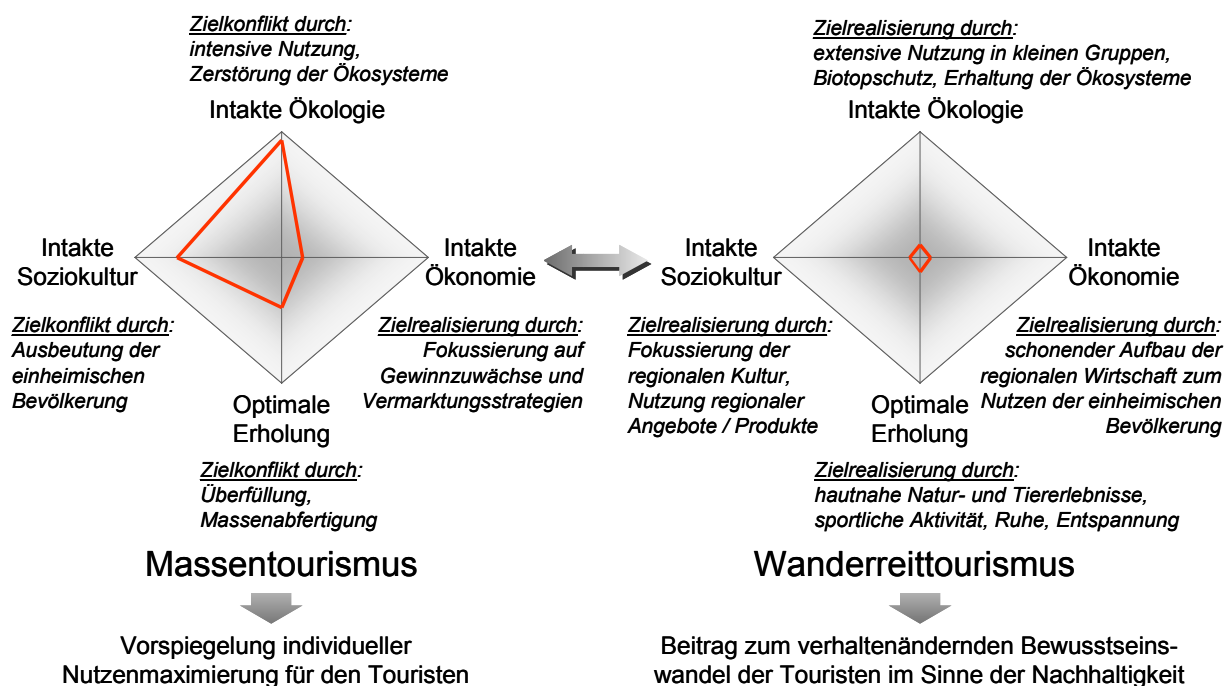 Zielkonflikt durch:
intensive Nutzung,
Zerstörung der Ökosysteme
Intakte Ökologie
Intakte
Soziokultur
Intakte
Ökonomie
Zielkonflikt durch:
Ausbeutung der
einheimischen
Bevölkerung
Zielrealisierung durch:
Fokussierung auf
Gewinnzuwächse und
Vermarktungsstrategien
Optimale
Erholung
Zielkonflikt durch:
Überfüllung,
Massenabfertigung
Massentourismus
Vorspiegelung individueller
Nutzenmaximierung für den Touristen
Zielrealisierung durch:
extensive Nutzung in kleinen Gruppen,
Biotopschutz, Erhaltung der Ökosysteme
Intakte Ökologie
Intakte
Soziokultur
Intakte
Ökonomie
Zielrealisierung durch:
Fokussierung der
regionalen Kultur,
Nutzung regionaler
Angebote / Produkte
Zielrealisierung durch:
schonender Aufbau der
regionalen Wirtschaft zum
Nutzen der einheimischen
Bevölkerung
Optimale
Erholung
Zielrealisierung durch:
hautnahe Natur- und Tiererlebnisse,
sportliche Aktivität, Ruhe, Entspannung
Wanderreittourismus
Beitrag zum verhaltenändernden Bewusstseins-
wandel der Touristen im Sinne der Nachhaltigkeit